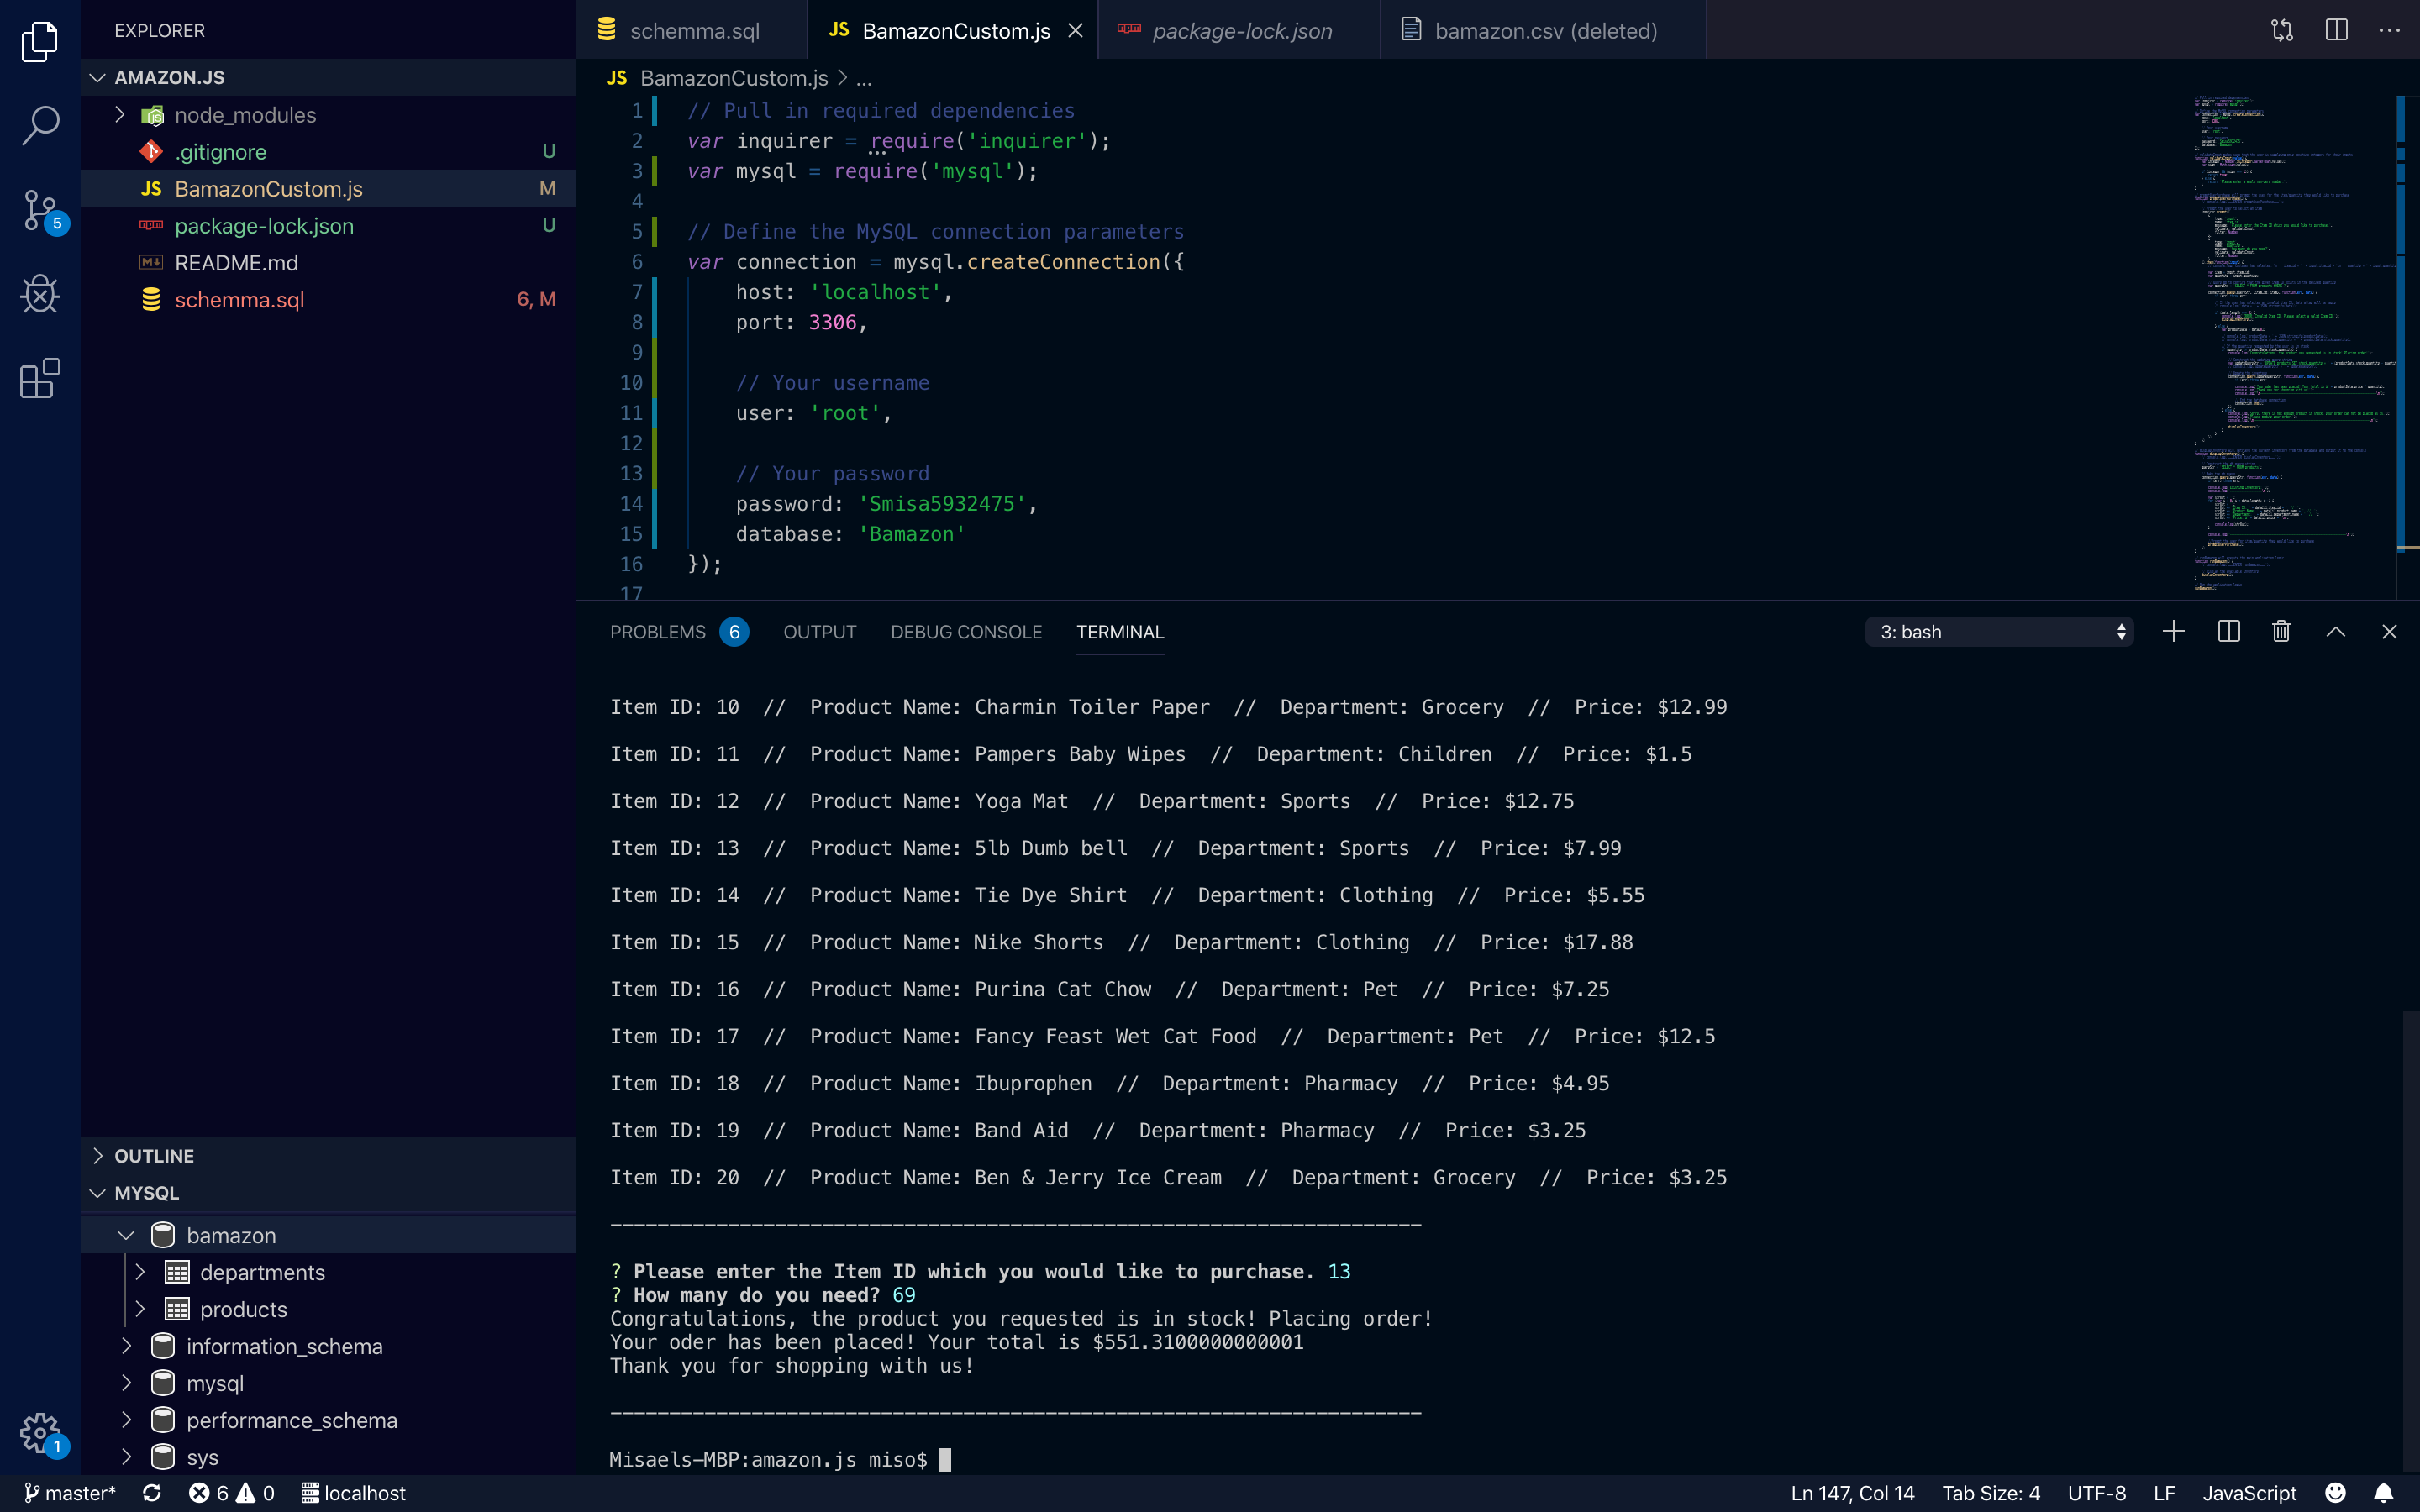 EXPLORER
AMAZON.JS
node_modules
.gitignore U
JS BamazonCustom.js M
package-lock.json U
README.md
schemma.sql 6, M
OUTLINE
MYSQL
bamazon
departments
products
information_schema
mysql
performance_schema
sys
5
1
schemma.sql
JS BamazonCustom.js
package-lock.json
bamazon.csv (deleted)
JS BamazonCustom.js > ...
1 // Pull in required dependencies
2 var inquirer = require('inquirer');
3 var mysql = require('mysql');
4
5 // Define the MySQL connection parameters
6 var connection = mysql.createConnection({
7 host: 'localhost',
8 port: 3306,
9
10 // Your username
11 user: 'root',
12
13 // Your password
14 password: 'Smisa5932475',
15 database: 'Bamazon'
16 });
17
PROBLEMS 6 OUTPUT DEBUG CONSOLE TERMINAL 3: bash
Item ID: 10 // Product Name: Charmin Toiler Paper // Department: Grocery // Price: $12.99
Item ID: 11 // Product Name: Pampers Baby Wipes // Department: Children // Price: $1.5
Item ID: 12 // Product Name: Yoga Mat // Department: Sports // Price: $12.75
Item ID: 13 // Product Name: 5lb Dumb bell // Department: Sports // Price: $7.99
Item ID: 14 // Product Name: Tie Dye Shirt // Department: Clothing // Price: $5.55
Item ID: 15 // Product Name: Nike Shorts // Department: Clothing // Price: $17.88
Item ID: 16 // Product Name: Purina Cat Chow // Department: Pet // Price: $7.25
Item ID: 17 // Product Name: Fancy Feast Wet Cat Food // Department: Pet // Price: $12.5
Item ID: 18 // Product Name: Ibuprophen // Department: Pharmacy // Price: $4.95
Item ID: 19 // Product Name: Band Aid // Department: Pharmacy // Price: $3.25
Item ID: 20 // Product Name: Ben & Jerry Ice Cream // Department: Grocery // Price: $3.25
---------------------------------------------------------------------
? Please enter the Item ID which you would like to purchase. 13
? How many do you need? 69
Congratulations, the product you requested is in stock! Placing order!
Your oder has been placed! Your total is $551.3100000000001
Thank you for shopping with us!
---------------------------------------------------------------------
Misaels-MBP:amazon.js miso$
master* 6 0 localhost Ln 147, Col 14 Tab Size: 4 UTF-8 LF JavaScript